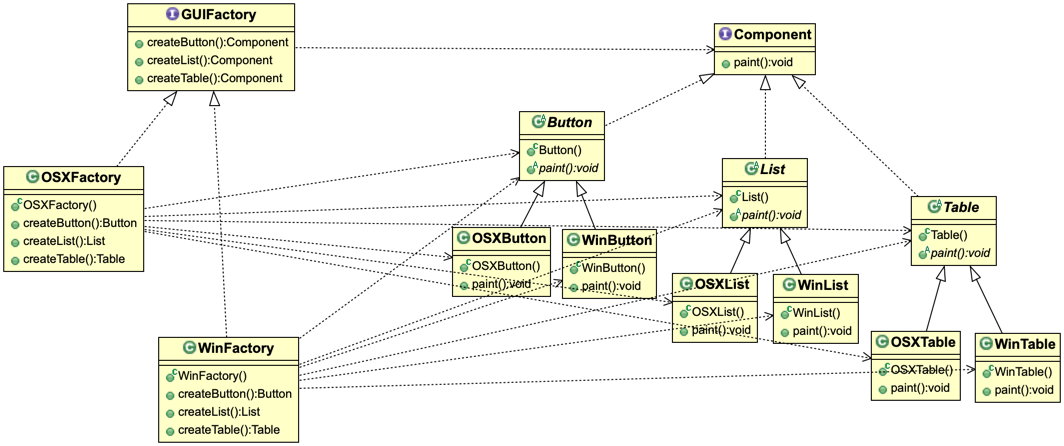 GUIFactory
createButton():Component
createList():Component
createTable():Component
Component
paint():void
Button
Button()
paint():void
OSXFactory
OSXFactory()
createButton():Button
createList():List
createTable():Table
List
List()
paint():void
Table
Table()
paint():void
OSXButton
OSXButton()
paint():void
WinButton
WinButton()
paint():void
OSXList
OSXList()
paint():void
WinList
WinList()
paint():void
WinFactory
WinFactory()
createButton():Button
createList():List
createTable():Table
OSXTable
OSXTable()
paint():void
WinTable
WinTable()
paint():void